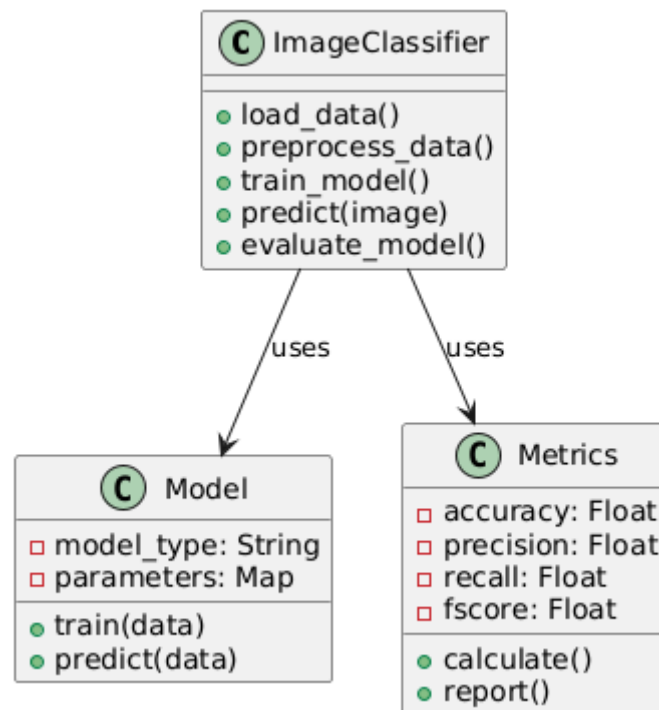 C ImageClassifier
load_data()
preprocess_data()
train_model()
predict(image)
evaluate_model()
uses
uses
C Model
model_type: String
parameters: Map
train(data)
predict(data)
C Metrics
accuracy: Float
precision: Float
recall: Float
fscore: Float
calculate()
report()